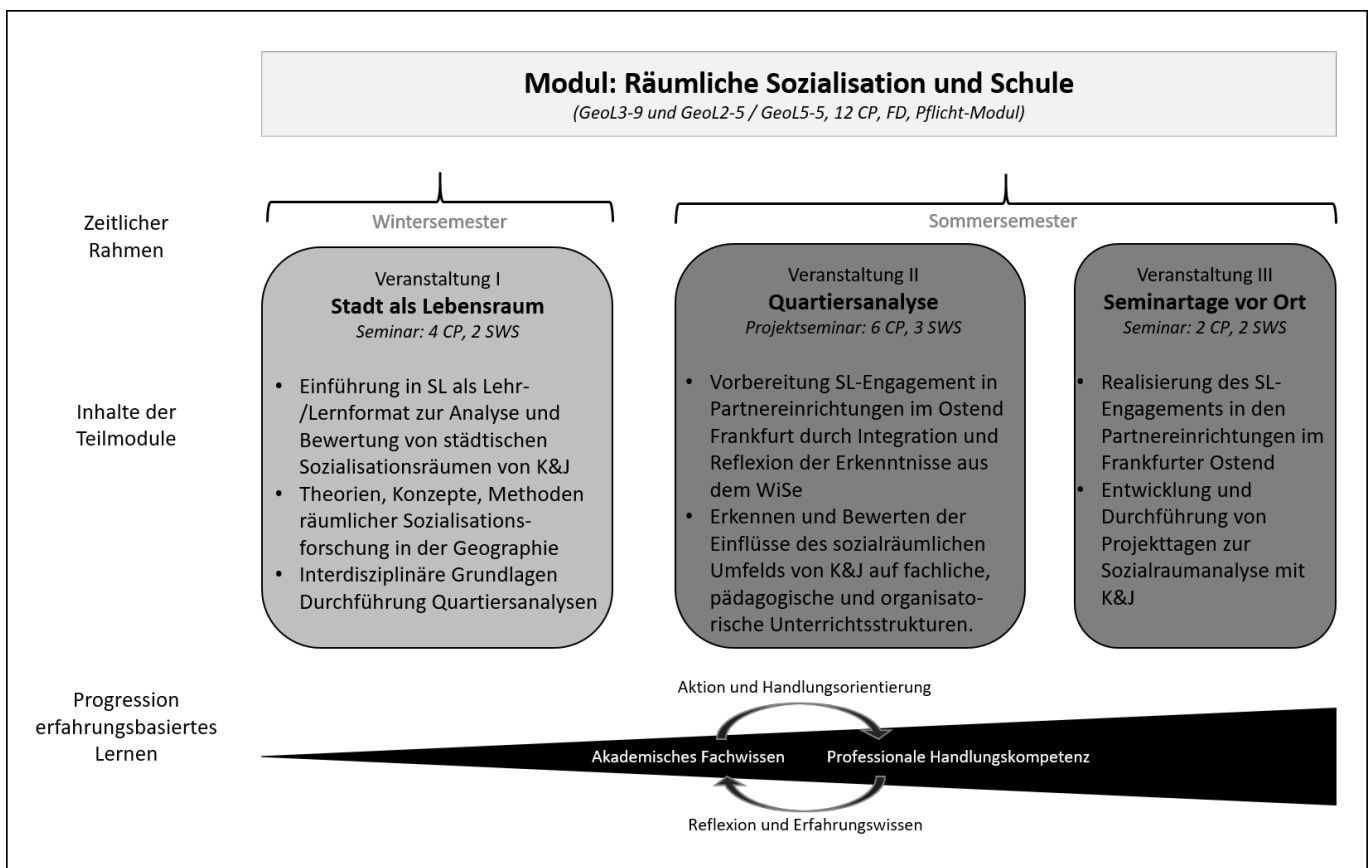 Modul: Räumliche Sozialisation und Schule
(GeoL3-9 und GeoL2-5 / GeoL5-5, 12 CP, FD, Pflicht-Modul)
Zeitlicher
Rahmen
Wintersemester
Sommersemester
Inhalte der
Teilmodule
Veranstaltung I
Stadt als Lebensraum
Seminar: 4 CP, 2 SWS
• Einführung in SL als Lehr-
/Lernformat zur Analyse und
Bewertung von städtischen
Sozialisationsräumen von K&J
• Theorien, Konzepte, Methoden
räumlicher Sozialisations-
forschung in der Geographie
• Interdisziplinäre Grundlagen
Durchführung Quartiersanalysen
Veranstaltung II
Quartiersanalyse
Projektseminar: 6 CP, 3 SWS
• Vorbereitung SL-Engagement in
Partnereinrichtungen im Ostend
Frankfurt durch Integration und
Reflexion der Erkenntnisse aus
dem WiSe
• Erkennen und Bewerten der
Einflüsse des sozialräumlichen
Umfelds von K&J auf fachliche,
pädagogische und organisato-
rische Unterrichtsstrukturen.
Veranstaltung III
Seminartage vor Ort
Seminar: 2 CP, 2 SWS
• Realisierung des SL-
Engagements in den
Partnereinrichtungen im
Frankfurter Ostend
• Entwicklung und
Durchführung von
Projekttagen zur
Sozialraumanalyse mit
K&J
Progression
erfahrungsbasiertes
Lernen
Aktion und Handlungsorientierung
Akademisches Fachwissen
Professionale Handlungskompetenz
Reflexion und Erfahrungswissen